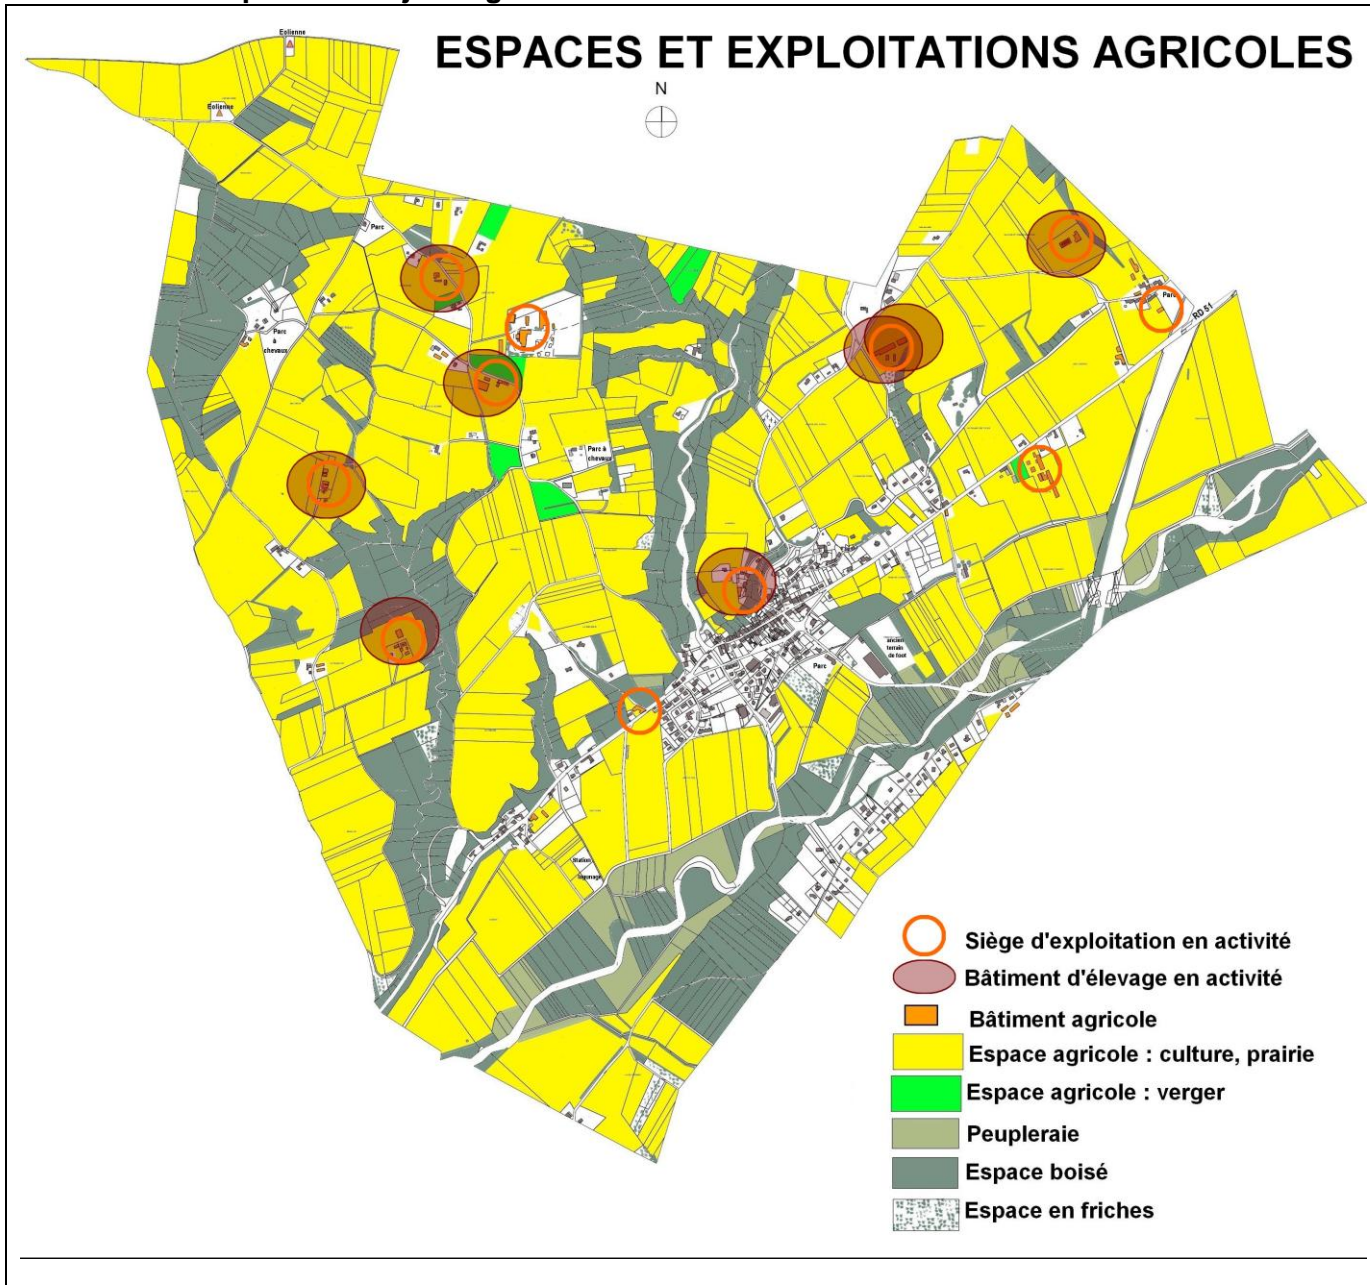 ESPACES ET EXPLOITATIONS AGRICOLES
N
Eolienne
Eolienne
Parc
Parc
à
chevaux
Parc à
chevaux
Parc
RD 51
ancien
terrain
de foot
Parc
Station
Siège d'exploitation en activité
Bâtiment d'élevage en activité
Bâtiment agricole
Espace agricole : culture, prairie
Espace agricole : verger
Peupleraie
Espace boisé
Espace en friches